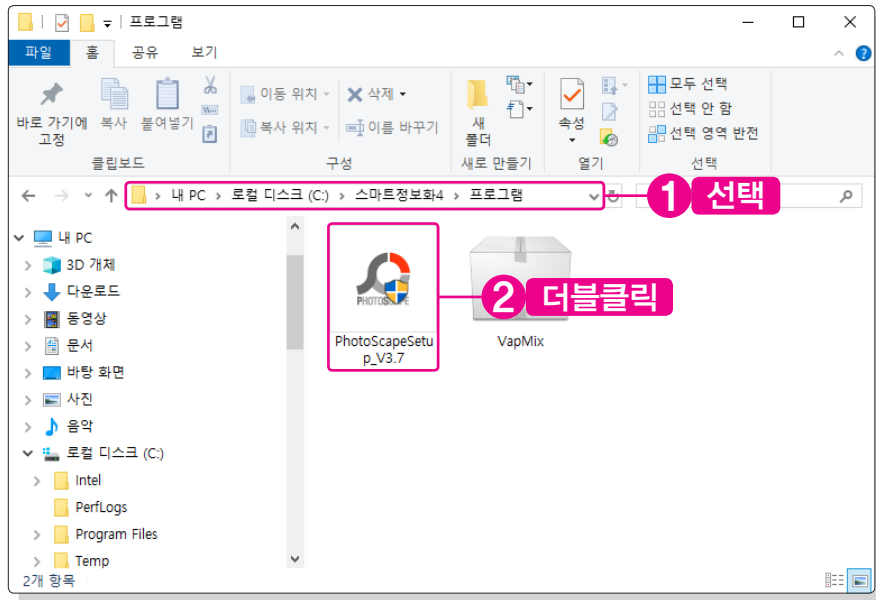 프로그램
파일 홈 공유 보기
바로 가기에 고정
복사
붙여넣기
클립보드
이동 위치
복사 위치
삭제
이름 바꾸기
구성
새 폴더
새로 만들기
속성
열기
모두 선택
선택 안 함
선택 영역 반전
선택
내 PC > 로컬 디스크 (C:) > 스마트정보화4 > 프로그램
1 선택
내 PC
3D 개체
다운로드
동영상
문서
바탕 화면
사진
음악
로컬 디스크 (C:)
Intel
PerfLogs
Program Files
Temp
PHOTOSCAPE
PhotoScapeSetu
p_V3.7
2 더블클릭
VapMix
2개 항목